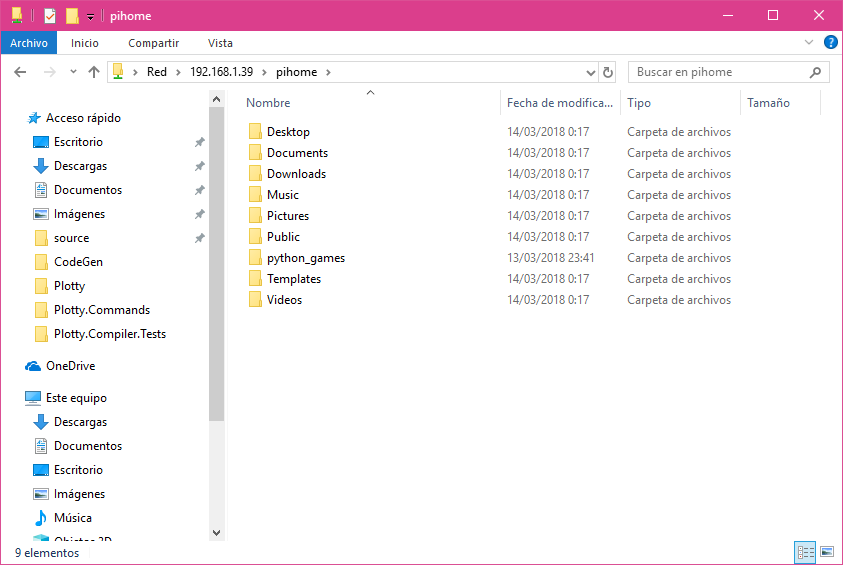 pihome
Archivo Inicio Compartir Vista
Red 192.168.1.39 pihome Buscar en pihome
Acceso rápido
Escritorio
Descargas
Documentos
Imágenes
source
CodeGen
Plotty
Plotty.Commands
Plotty.Compiler.Tests
OneDrive
Este equipo
Descargas
Documentos
Escritorio
Imágenes
Música
Objetos 3D
Nombre Fecha de modifica... Tipo Tamaño
Desktop 14/03/2018 0:17 Carpeta de archivos
Documents 14/03/2018 0:17 Carpeta de archivos
Downloads 14/03/2018 0:17 Carpeta de archivos
Music 14/03/2018 0:17 Carpeta de archivos
Pictures 14/03/2018 0:17 Carpeta de archivos
Public 14/03/2018 0:17 Carpeta de archivos
python_games 13/03/2018 23:41 Carpeta de archivos
Templates 14/03/2018 0:17 Carpeta de archivos
Videos 14/03/2018 0:17 Carpeta de archivos
9 elementos